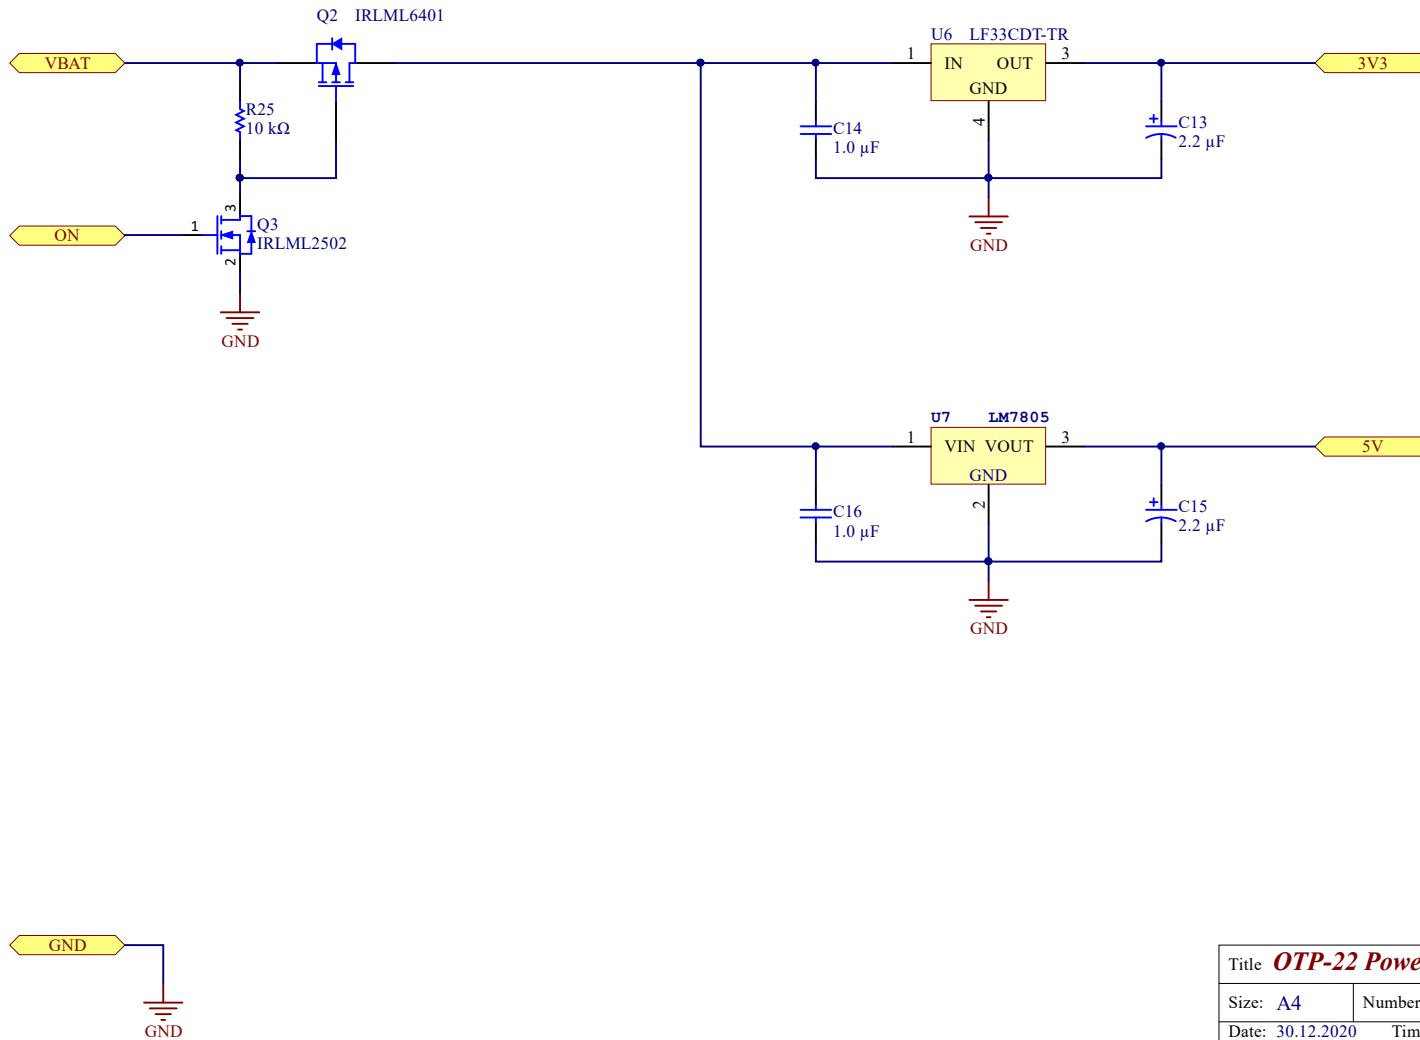 Q2 IRLML6401
VBAT
R25
10 kΩ
3
ON
1
Q3
IRLML2502
2
GND
U6 LF33CDT-TR
1
IN OUT
3
GND
4
3V3
C14
1.0 µF
C13
2.2 µF
GND
U7 LM7805
1
VIN VOUT
3
GND
2
5V
C16
1.0 µF
C15
2.2 µF
GND
GND
GND
Title OTP-22 Powe
Size: A4 Number
Date: 30.12.2020 Tim